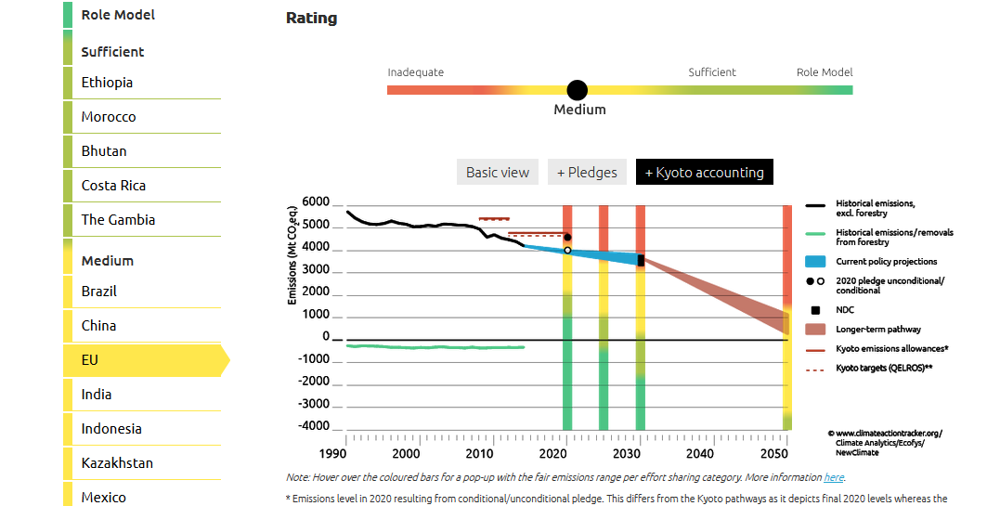 Role Model
Sufficient
Ethiopia
Morocco
Bhutan
Costa Rica
The Gambia
Medium
Brazil
China
EU
India
Indonesia
Kazakhstan
Mexico
Rating
Inadequate
Sufficient
Role Model
Medium
Basic view
+ Pledges
+ Kyoto accounting
Emissions (Mt CO2eq.)
6000
5000
4000
3000
2000
1000
0
-1000
-2000
-3000
-4000
1990
2000
2010
2020
2030
2040
2050
Historical emissions,
excl. forestry
Historical emissions/removals
from forestry
Current policy projections
2020 pledge unconditional/
conditional
NDC
Longer-term pathway
Kyoto emissions allowances*
Kyoto targets (QELROS)**
© www.climateactiontracker.org/
Climate Analytics/Ecofys/
NewClimate
Note: Hover over the coloured bars for a pop-up with the fair emissions range per effort sharing category. More information here.
* Emissions level in 2020 resulting from conditional/unconditional pledge. This differs from the Kyoto pathways as it depicts final 2020 levels whereas the